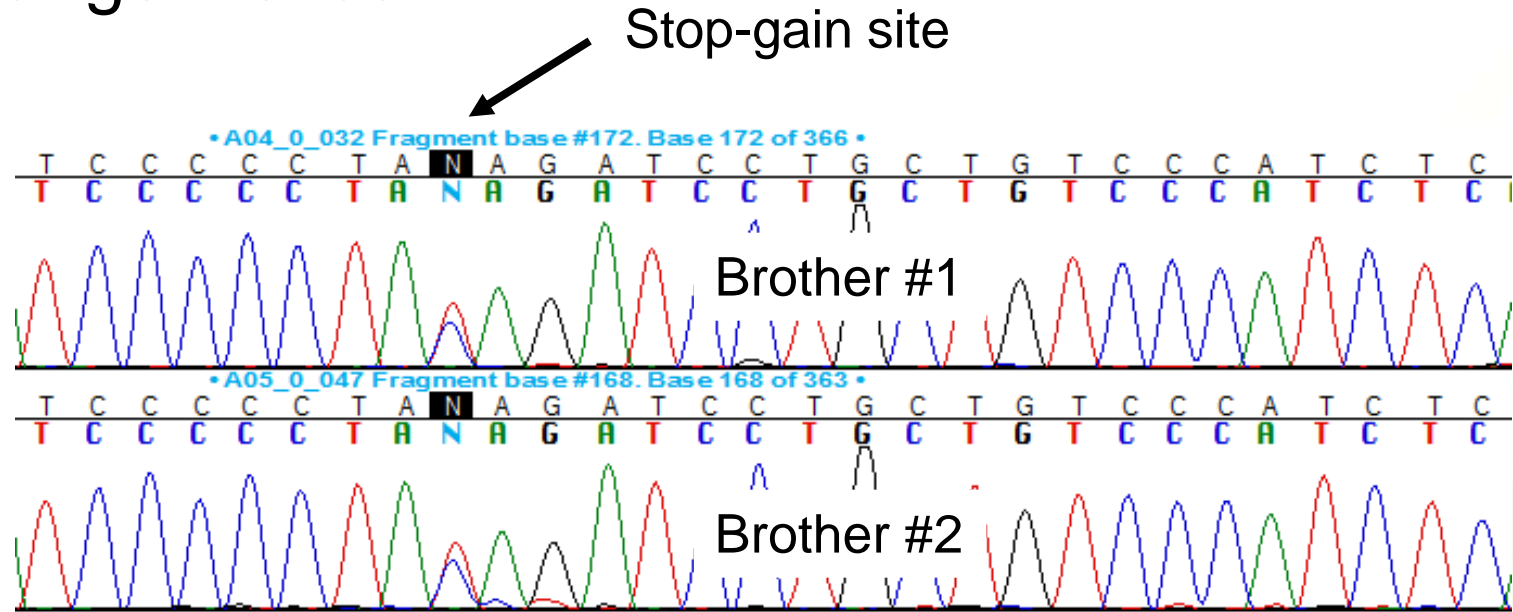 Stop-gain site
• A04_0_032 Fragment base #172. Base 172 of 366 •
T C C C C C T A N A G A T C C T G C T G T C C C A T C T C
T C C C C C T A N A G A T C C T G C T G T C C C A T C T C
Brother #1
• A05_0_047 Fragment base #168. Base 168 of 363 •
T C C C C C T A N A G A T C C T G C T G T C C C A T C T C
T C C C C C T A N A G A T C C T G C T G T C C C A T C T C
Brother #2